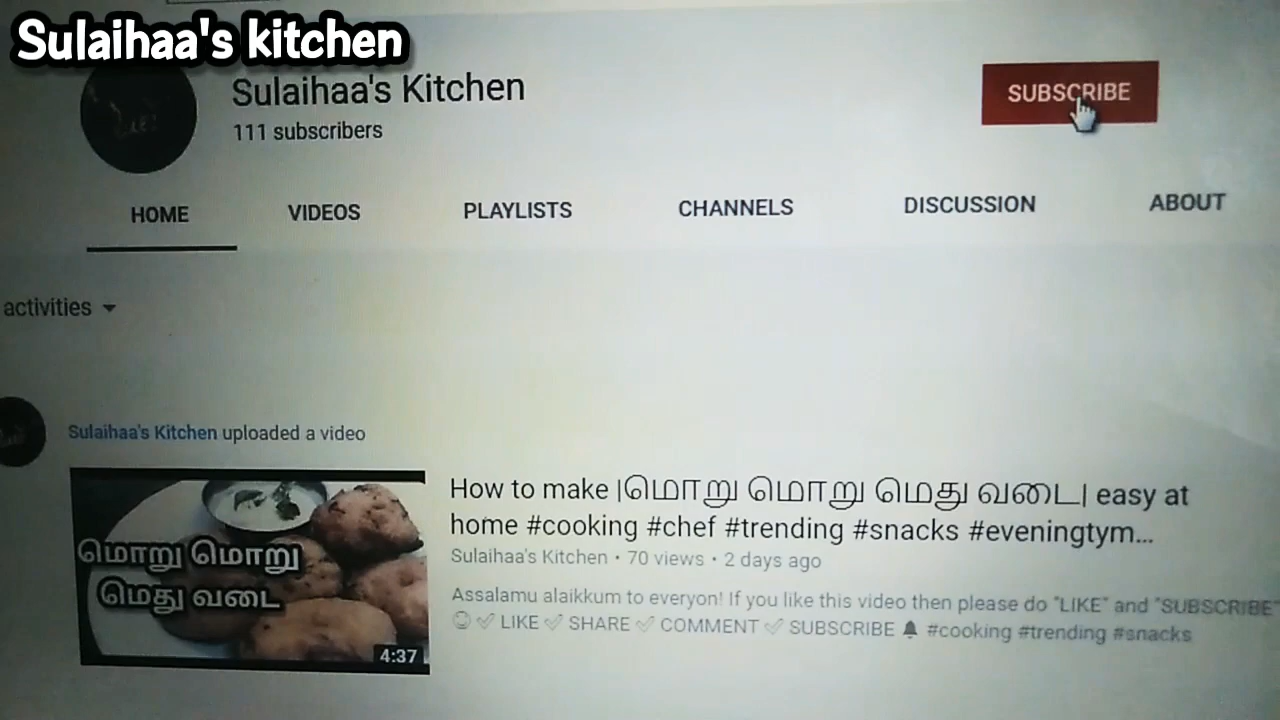 Sulaihaa's kitchen
Sulaihaa's Kitchen
111 subscribers
SUBSCRIBE
HOME VIDEOS PLAYLISTS CHANNELS DISCUSSION ABOUT
activities
Sulaihaa's Kitchen uploaded a video
மொறு மொறு
மெது வடை
4:37
How to make |மொறு மொறு மெது வடை| easy at
home #cooking #chef #trending #snacks #eveningtym...
Sulaihaa's Kitchen • 70 views • 2 days ago
Assalamu alaikkum to everyon! If you like this video then please do "LIKE" and "SUBSCRIBE"
☺ ✅ LIKE ✅ SHARE ✅ COMMENT ✅ SUBSCRIBE 🔔 #cooking #trending #snacks